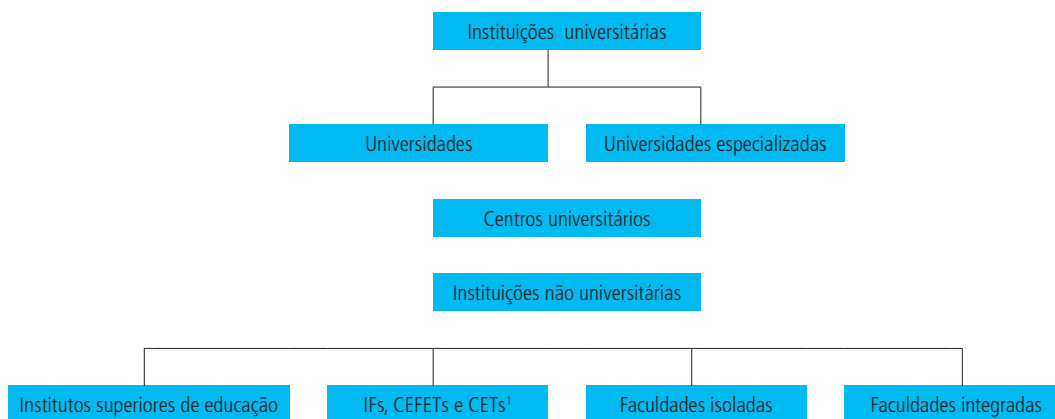 Instituições universitárias
Universidades
Universidades especializadas
Centros universitários
Instituições não universitárias
Institutos superiores de educação
IFs, CEFETs e CETs¹
Faculdades isoladas
Faculdades integradas